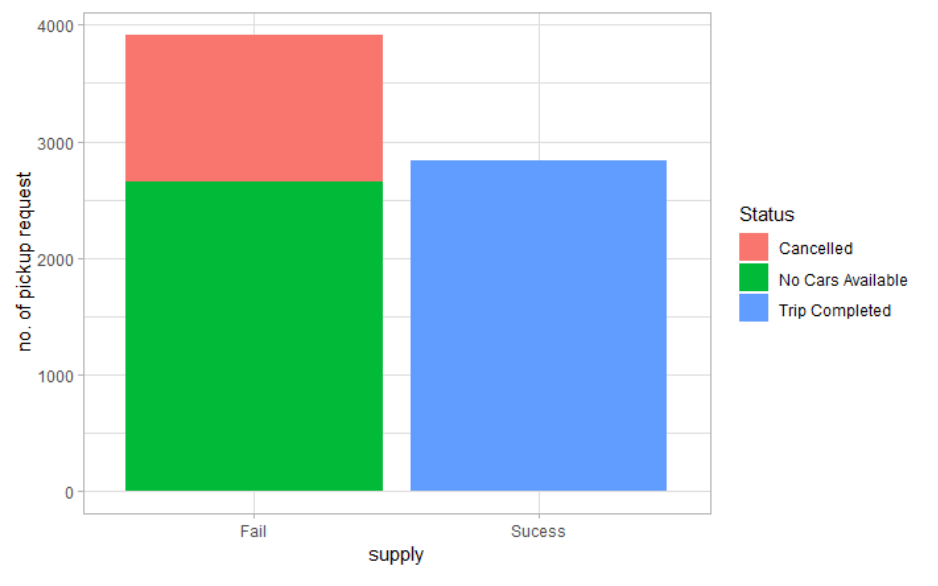 4000
3000
2000
1000
0
no. of pickup request
Fail
Sucess
supply
Status
Cancelled
No Cars Available
Trip Completed